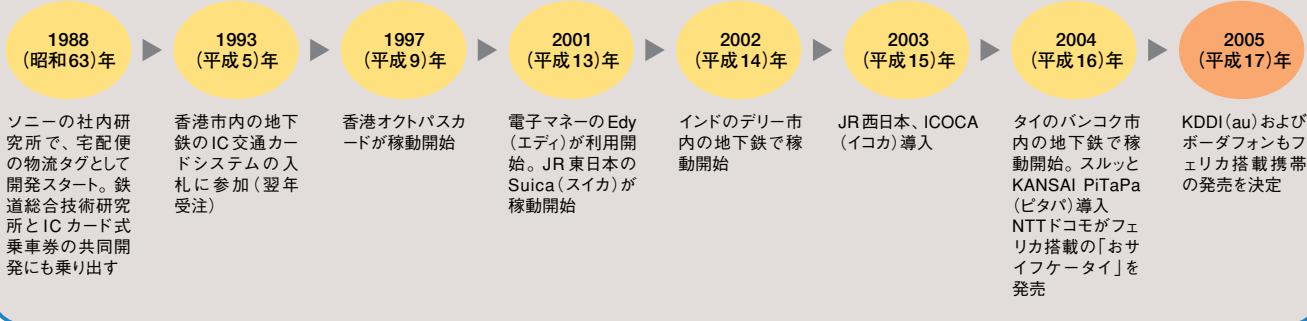 1988
（昭和63）年
ソニーの社内研
究所で、宅配便
の物流タグとして
開発スタート。鉄
道総合技術研究
所とICカード式
乗車券の共同開
発にも乗り出す
1993
（平成5）年
香港市内の地下
鉄のIC交通カー
ドシステムの入
札に参加（翌年
受注）
1997
（平成9）年
香港オクトパスカ
ードが稼動開始
2001
（平成13）年
電子マネーのEdy
（エディ）が利用開
始。JR東日本の
Suica（スイカ）が
稼動開始
2002
（平成14）年
インドのデリー市
内の地下鉄で稼
動開始
2003
（平成15）年
JR西日本、ICOCA
（イコカ）導入
2004
（平成16）年
タイのバンコク市
内の地下鉄で稼
動開始。スルッと
KANSAI PiTaPa
（ピタパ）導入
NTTドコモがフェ
リカ搭載の「おサ
イフケータイ」を
発売
2005
（平成17）年
KDDI（au）および
ボーダフォンもフ
ェリカ搭載携帯
の発売を決定